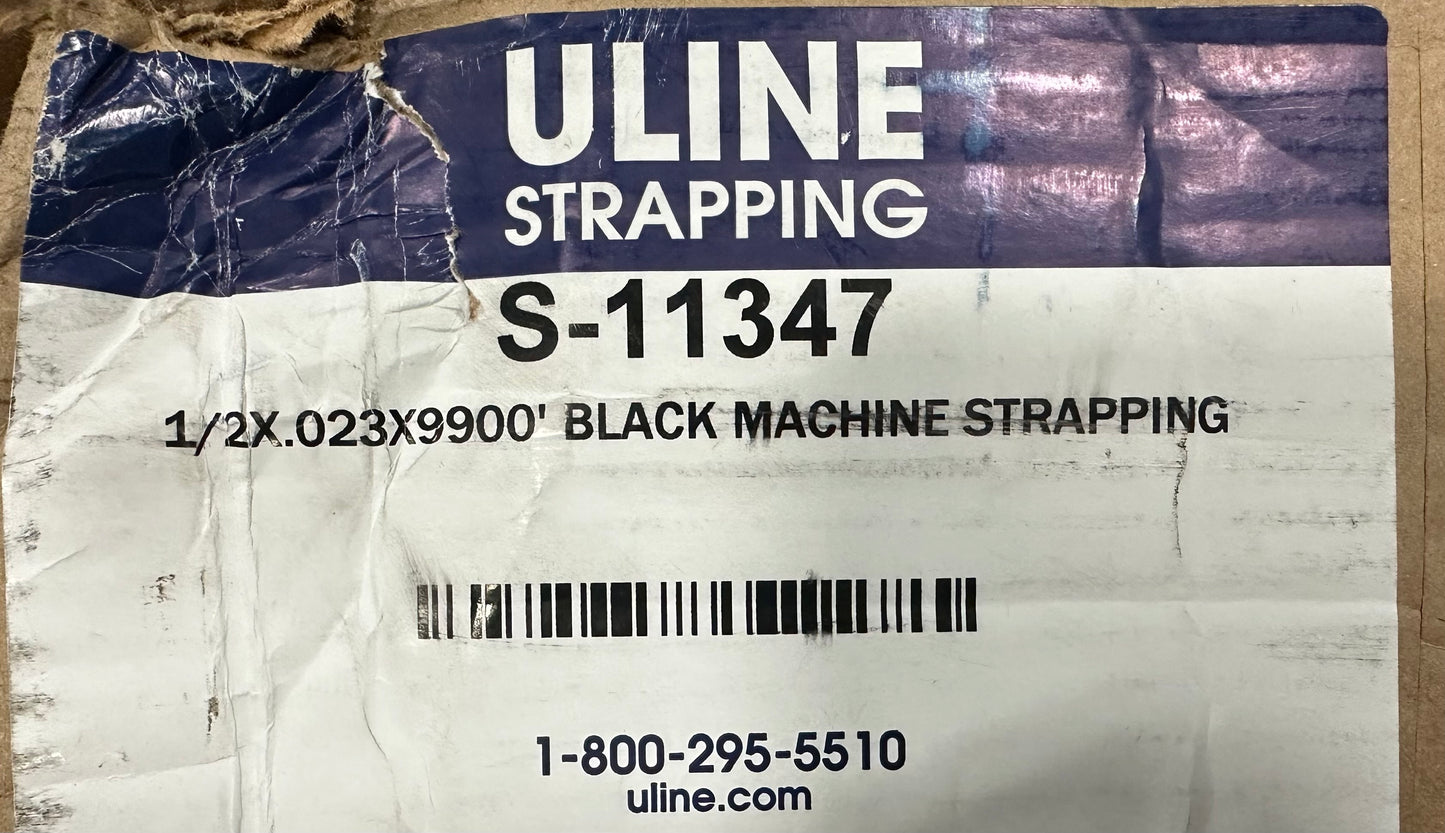 ULINE
STRAPPING
S-11347
1/2X.023X9900' BLACK MACHINE STRAPPING
1-800-295-5510
uline.com